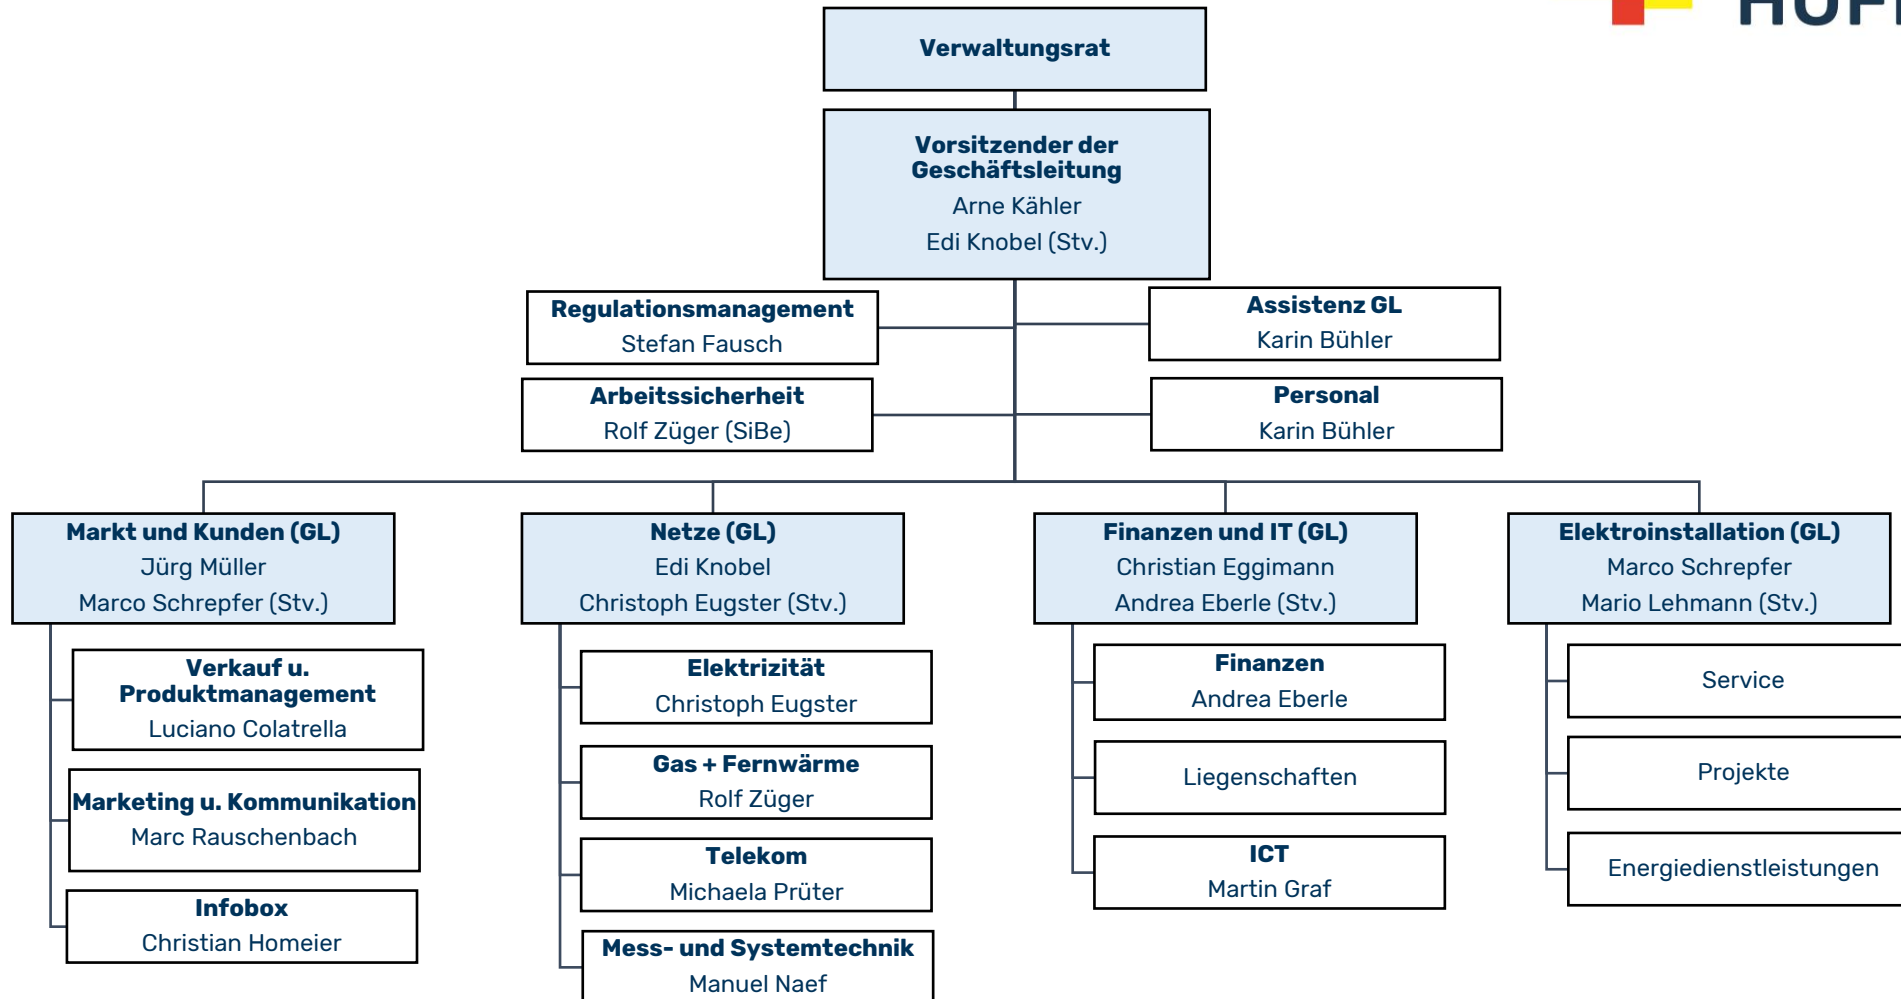 Verwaltungsrat
Vorsitzender der
Geschäftsleitung
Arne Kähler
Edi Knobel (Stv.)
Regulationsmanagement
Stefan Fausch
Assistenz GL
Karin Bühler
Arbeitssicherheit
Rolf Züger (SiBe)
Personal
Karin Bühler
Markt und Kunden (GL)
Jürg Müller
Marco Schrepfer (Stv.)
Verkauf u.
Produktmanagement
Luciano Colatrella
Marketing u. Kommunikation
Marc Rauschenbach
Infobox
Christian Homeier
Netze (GL)
Edi Knobel
Christoph Eugster (Stv.)
Elektrizität
Christoph Eugster
Gas + Fernwärme
Rolf Züger
Telekom
Michaela Prüter
Mess- und Systemtechnik
Manuel Naef
Finanzen und IT (GL)
Christian Eggimann
Andrea Eberle (Stv.)
Finanzen
Andrea Eberle
Liegenschaften
ICT
Martin Graf
Elektroinstallation (GL)
Marco Schrepfer
Mario Lehmann (Stv.)
Service
Projekte
Energiedienstleistungen